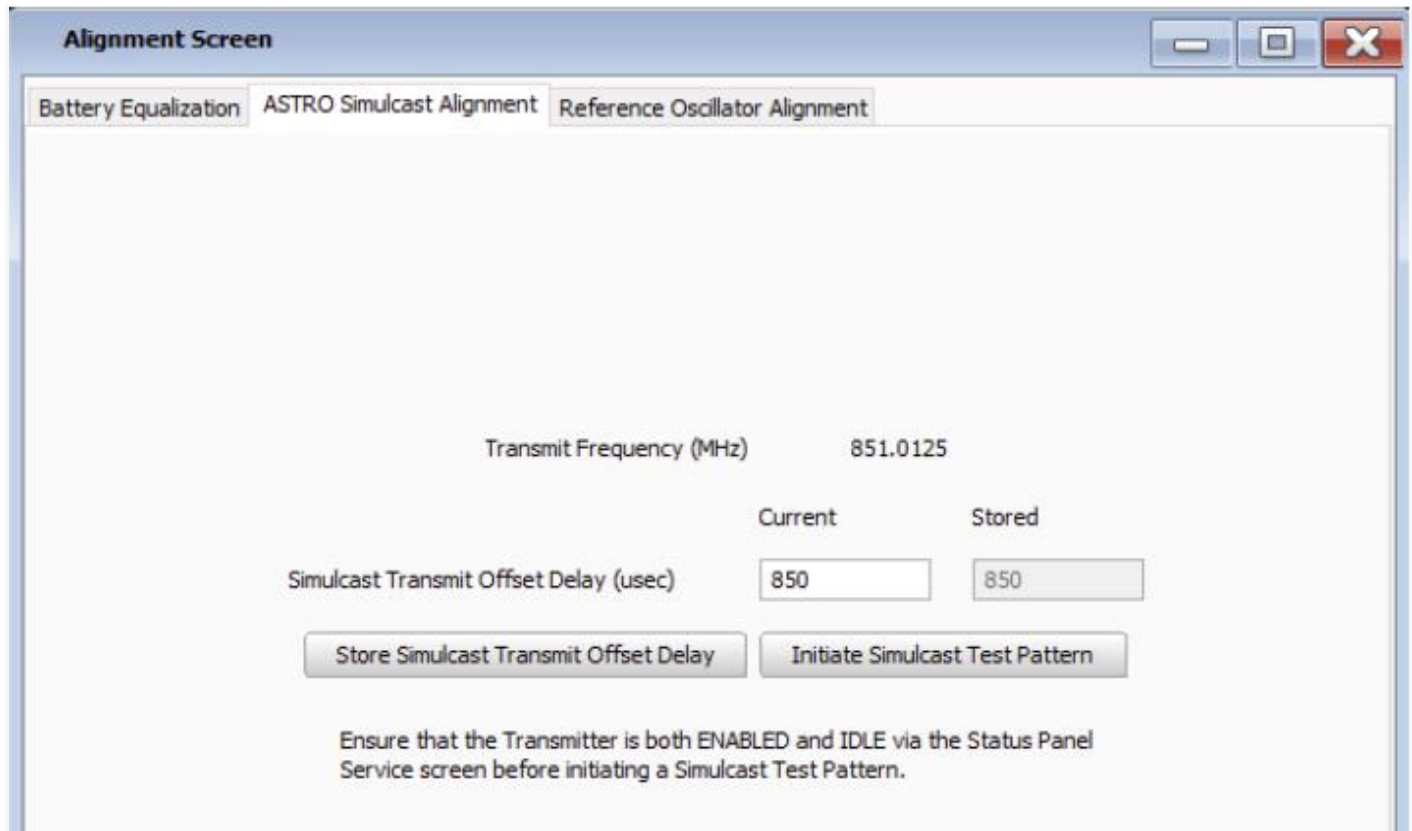 Alignment Screen
Battery Equalization ASTRO Simulcast Alignment Reference Oscillator Alignment
Transmit Frequency (MHz) 851.0125
Current Stored
Simulcast Transmit Offset Delay (usec) 850 850
Store Simulcast Transmit Offset Delay Initiate Simulcast Test Pattern
Ensure that the Transmitter is both ENABLED and IDLE via the Status Panel
Service screen before initiating a Simulcast Test Pattern.